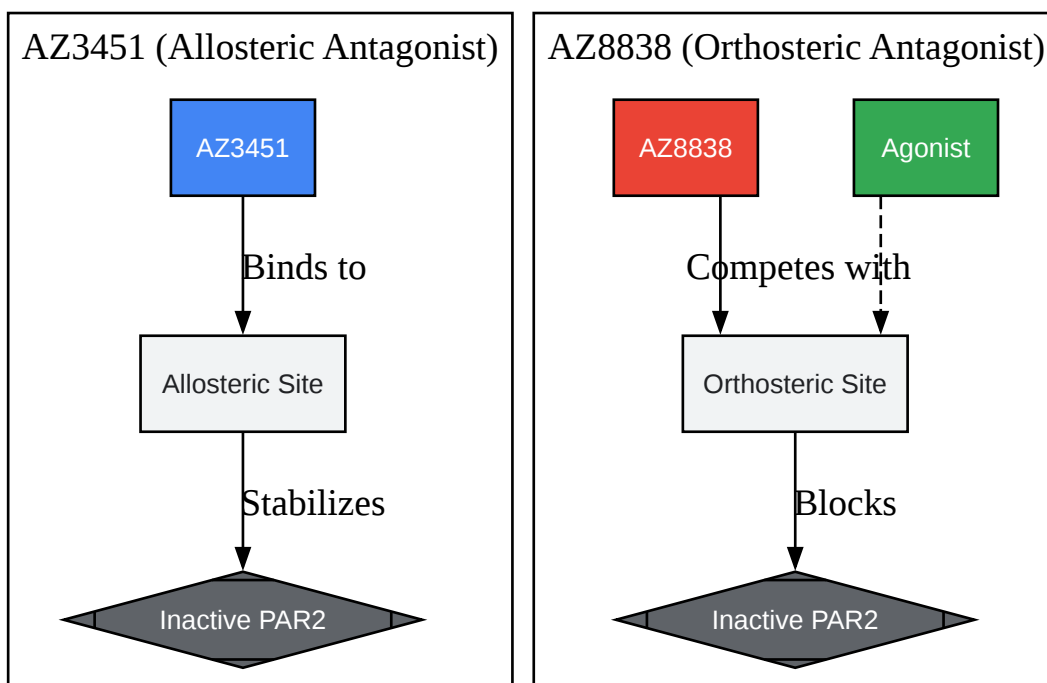 AZ3451 (Allosteric Antagonist)
AZ3451
Binds to
Allosteric Site
Stabilizes
Inactive PAR2
AZ8838 (Orthosteric Antagonist)
AZ8838
Agonist
Competes with
Orthosteric Site
Blocks
Inactive PAR2